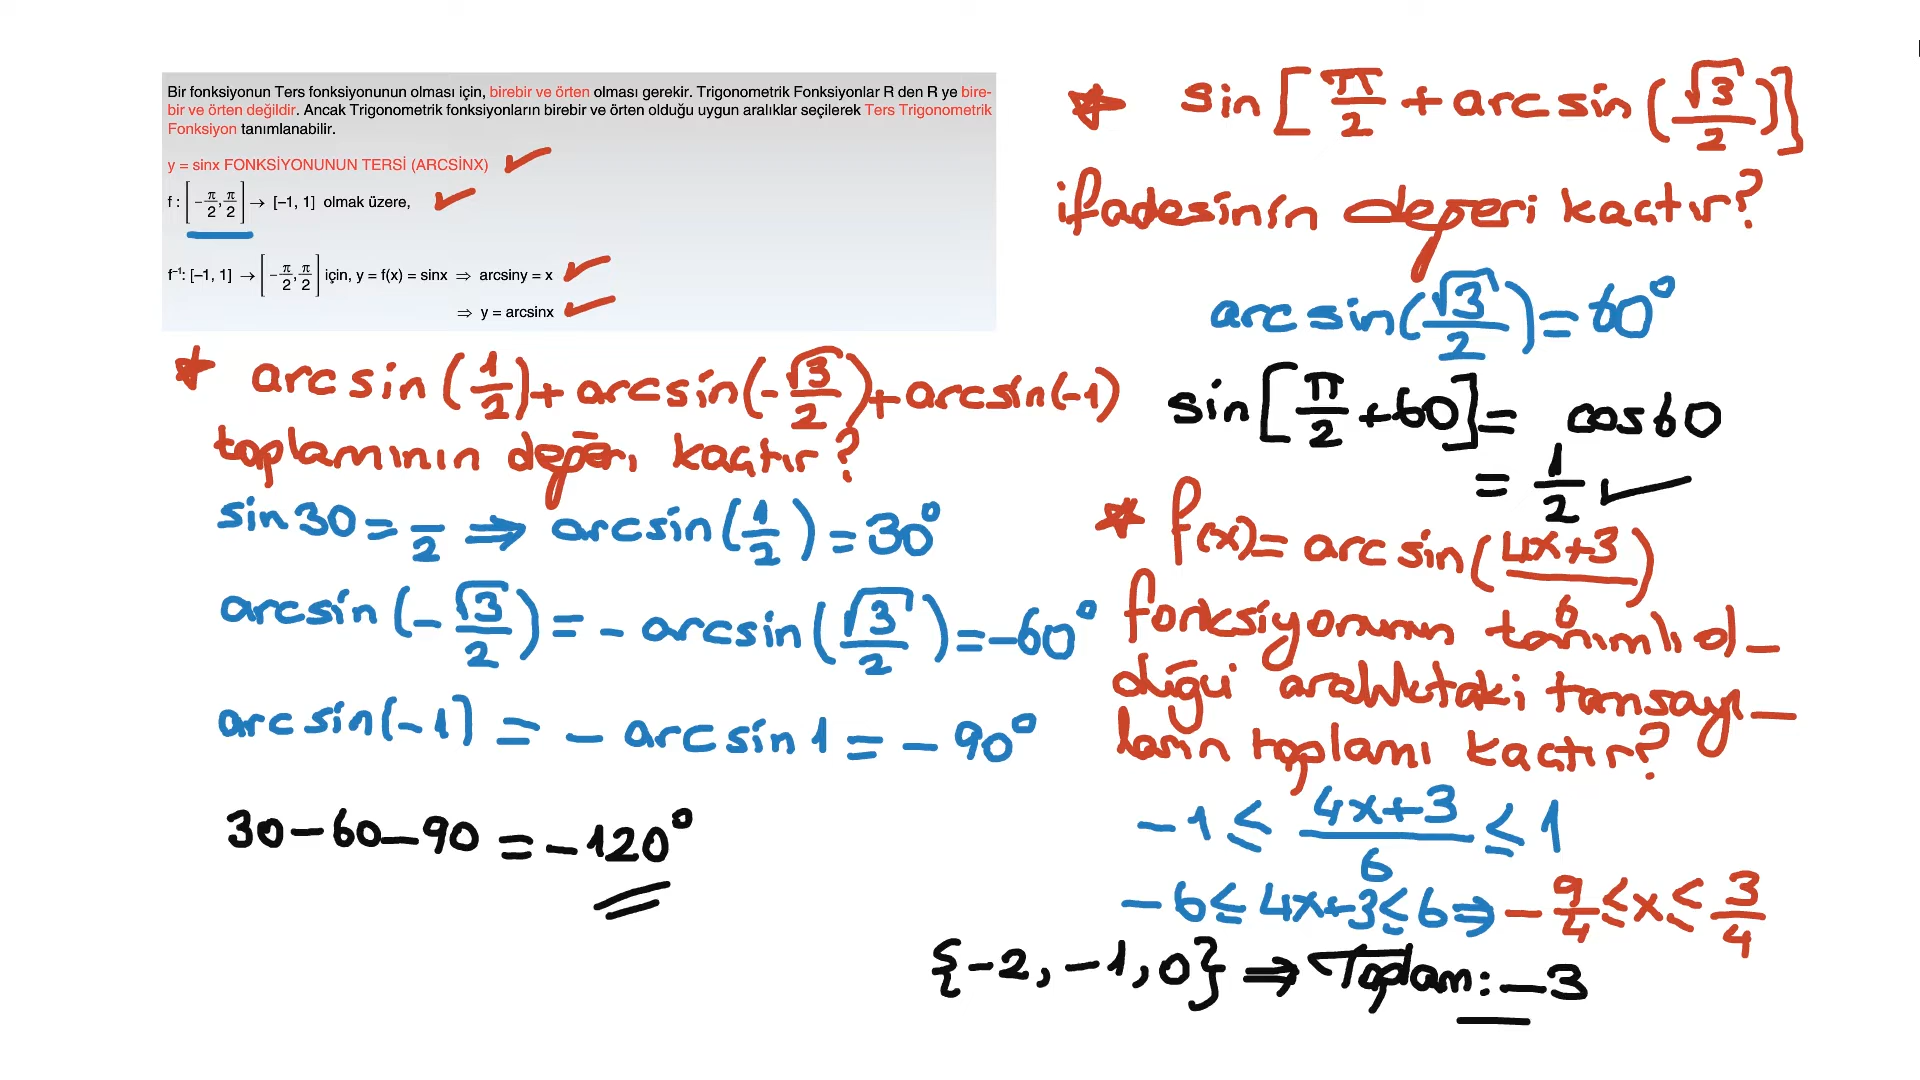 Bir fonksiyonun Ters fonksiyonunun olması için, birebir ve örten olması gerekir. Trigonometrik Fonksiyonlar R den R ye bire-
bir ve örten değildir. Ancak Trigonometrik fonksiyonların birebir ve örten olduğu uygun aralıklar seçilerek Ters Trigonometrik
Fonksiyon tanımlanabilir.
y = sinx FONKSİYONUNUN TERSİ (ARCSİNX)
f : [-π/2, π/2] → [–1, 1] olmak üzere,
f⁻¹: [–1, 1] → [-π/2, π/2] için, y = f(x) = sinx ⇒ arcsiny = x
⇒ y = arcsinx
* arcsin(1/2) + arcsin(-√3/2) + arcsin(-1)
toplamının değeri kaçtır?
sin30 = /2 ⇒ arcsin(1/2) = 30°
arcsin(-√3/2) = - arcsin(√3/2) = -60°
arcsin(-1) = - arcsin1 = - 90°
30-60-90 = -120°
* sin[π/2 + arcsin(√3/2)]
ifadesinin değeri kaçtır?
arcsin(√3/2) = 60°
sin[π/2 + 60] = cos60
= 1/2
* f(x) = arcsin((4x+3)/6)
fonksiyonunun tanımlı ol-
duğu aralıktaki tamsayı-
ların toplamı kaçtır?
-1 ≤ (4x+3)/6 ≤ 1
-6 ≤ 4x+3 ≤ 6 ⇒ -9/4 ≤ x ≤ 3/4
{-2, -1, 0} ⇒ Toplam: -3